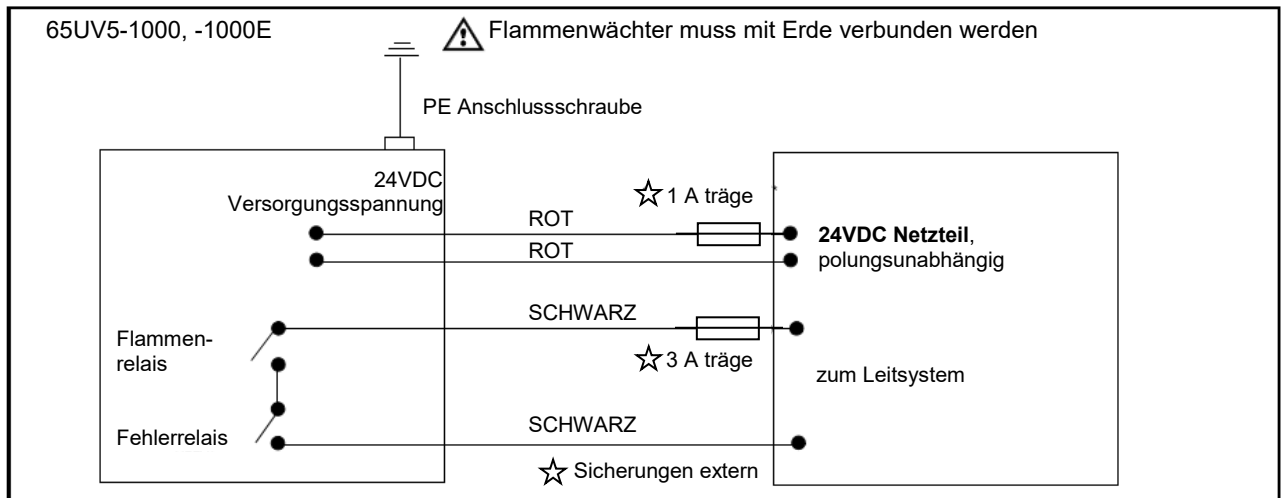 65UV5-1000, -1000E
Flammenwächter muss mit Erde verbunden werden
PE Anschlussschraube
24VDC
Versorgungsspannung
1 A träge
ROT
ROT
24VDC Netzteil,
polungsunabhängig
SCHWARZ
Flammen-
relais
3 A träge
zum Leitsystem
SCHWARZ
Fehlerrelais
Sicherungen extern